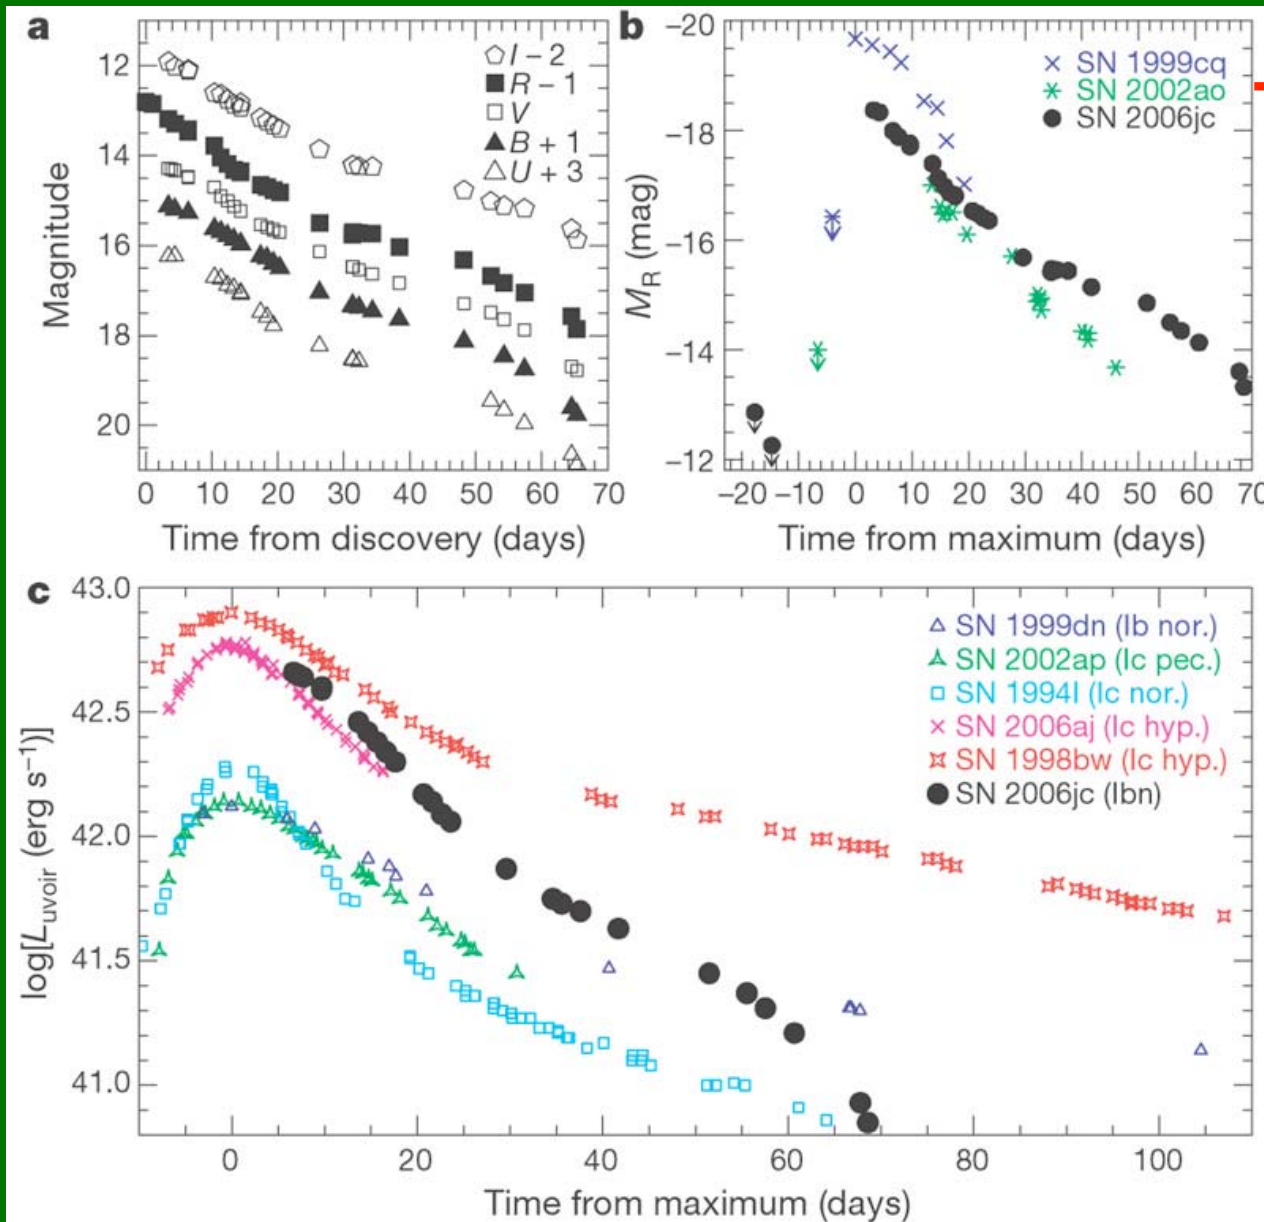 a
I – 2
R – 1
V
B + 1
U + 3
12
14
16
18
20
Magnitude
0 10 20 30 40 50 60 70
Time from discovery (days)
b
SN 1999cq
SN 2002ao
SN 2006jc
–20
–18
–16
–14
–12
M_R (mag)
–20 –10 0 10 20 30 40 50 60 70
Time from maximum (days)
c
SN 1999dn (Ib nor.)
SN 2002ap (Ic pec.)
SN 1994I (Ic nor.)
SN 2006aj (Ic hyp.)
SN 1998bw (Ic hyp.)
SN 2006jc (Ibn)
43.0
42.5
42.0
41.5
41.0
log[L_uvoir (erg s⁻¹)]
0 20 40 60 80 100
Time from maximum (days)